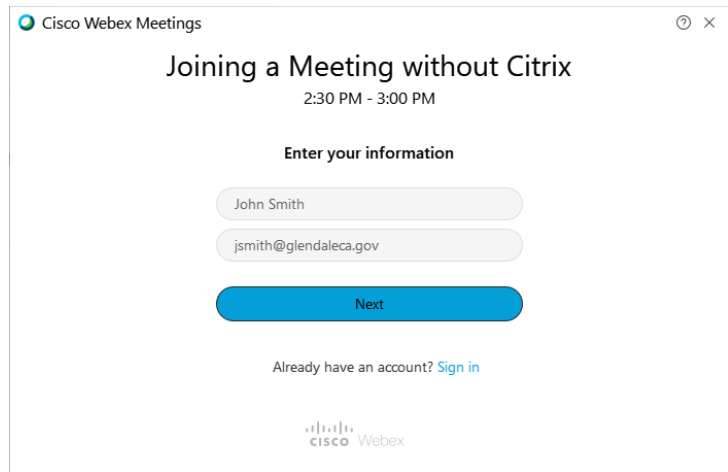 Cisco Webex Meetings
Joining a Meeting without Citrix
2:30 PM - 3:00 PM
Enter your information
John Smith
jsmith@glendaleca.gov
Next
Already have an account? Sign in
cisco Webex